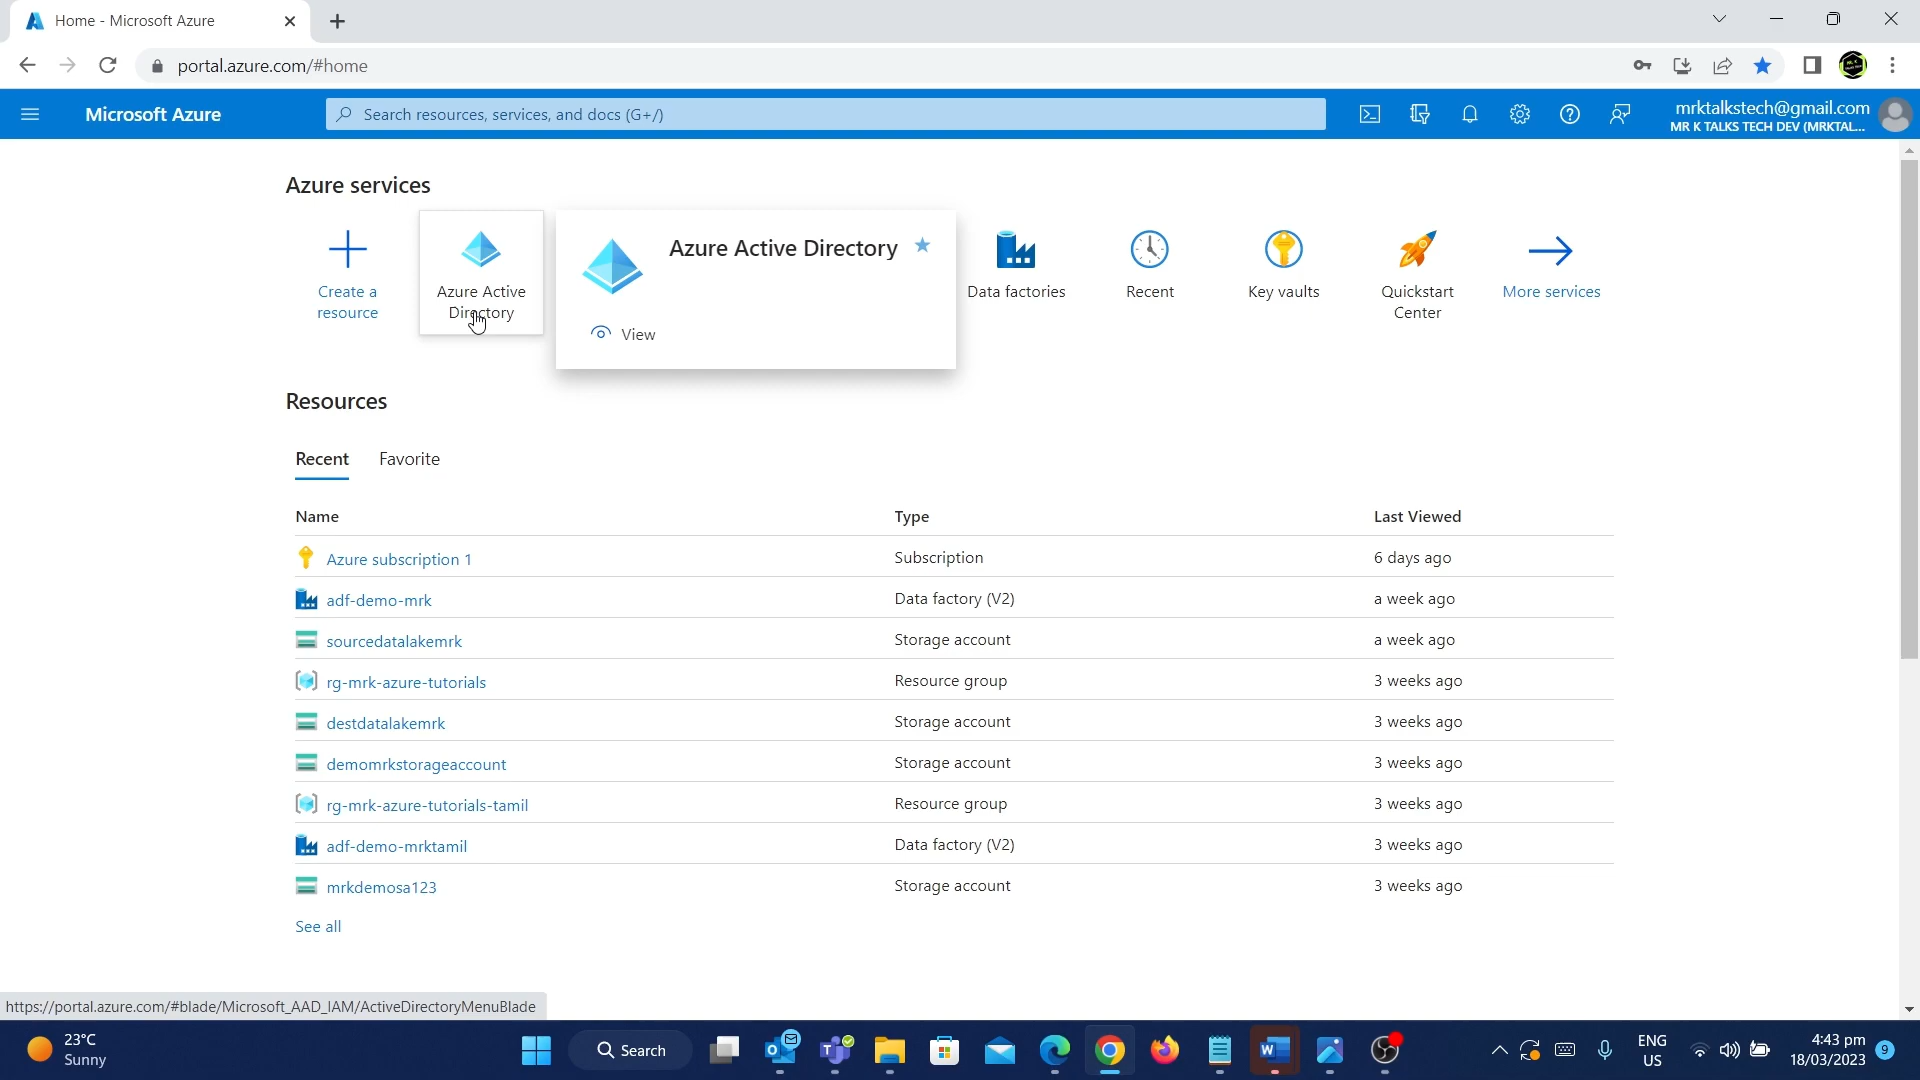 Home - Microsoft Azure
portal.azure.com/#home
Microsoft Azure
Search resources, services, and docs (G+/)
mrktalkstech@gmail.com
MR K TALKS TECH DEV (MRKTAL...
Azure services
Create a
resource
Azure Active
Directory
Azure Active Directory
View
Data factories
Recent
Key vaults
Quickstart
Center
More services
Resources
Recent Favorite
Name Type Last Viewed
Azure subscription 1 Subscription 6 days ago
adf-demo-mrk Data factory (V2) a week ago
sourcedatalakemrk Storage account a week ago
rg-mrk-azure-tutorials Resource group 3 weeks ago
destdatalakemrk Storage account 3 weeks ago
demomrkstorageaccount Storage account 3 weeks ago
rg-mrk-azure-tutorials-tamil Resource group 3 weeks ago
adf-demo-mrktamil Data factory (V2) 3 weeks ago
mrkdemosa123 Storage account 3 weeks ago
See all
https://portal.azure.com/#blade/Microsoft_AAD_IAM/ActiveDirectoryMenuBlade
23°C
Sunny
Search
ENG
US
4:43 pm
18/03/2023
9